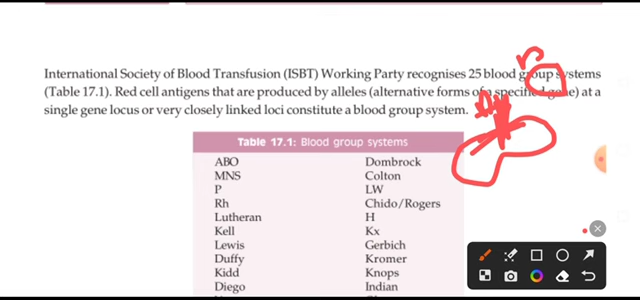 International Society of Blood Transfusion (ISBT) Working Party recognises 25 blood group systems
(Table 17.1). Red cell antigens that are produced by alleles (alternative forms of a specified gene) at a
single gene locus or very closely linked loci constitute a blood group system.
Table 17.1: Blood group systems
ABO Dombrock
MNS Colton
P LW
Rh Chido/Rogers
Lutheran H
Kell Kx
Lewis Gerbich
Duffy Kromer
Kidd Knops
Diego Indian